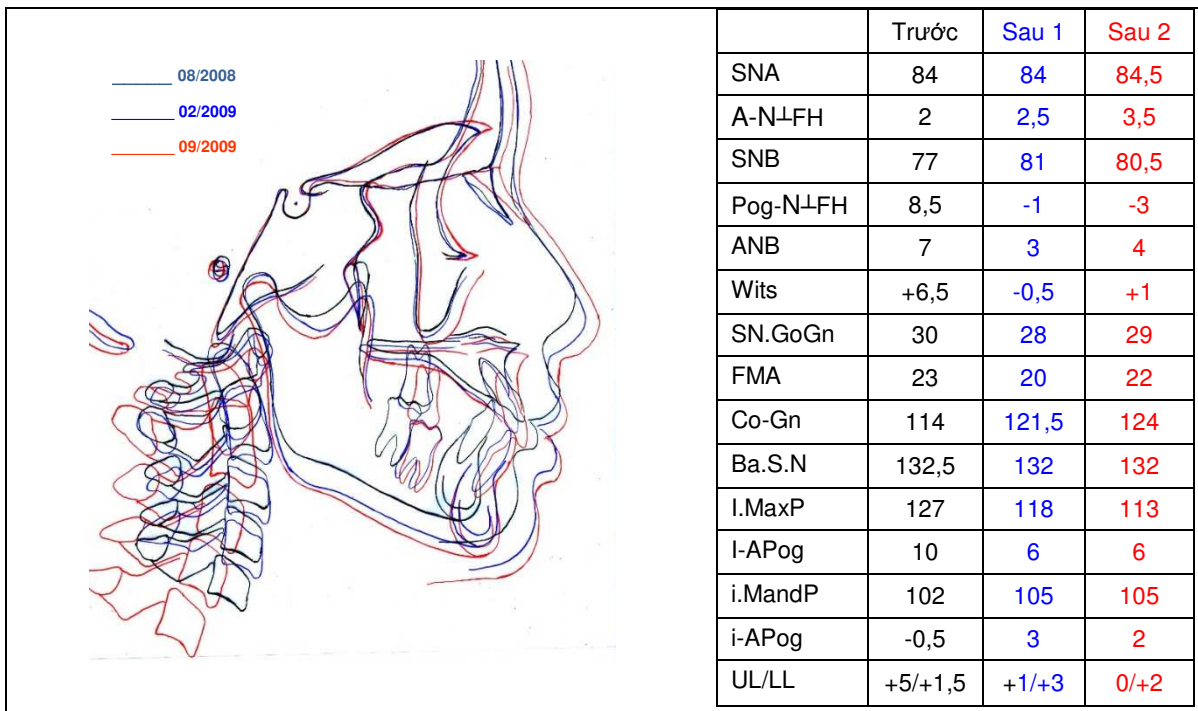 ______ 08/2008
______ 02/2009
______ 09/2009
Trước Sau 1 Sau 2
SNA 84 84 84,5
A-N┴FH 2 2,5 3,5
SNB 77 81 80,5
Pog-N┴FH 8,5 -1 -3
ANB 7 3 4
Wits +6,5 -0,5 +1
SN.GoGn 30 28 29
FMA 23 20 22
Co-Gn 114 121,5 124
Ba.S.N 132,5 132 132
I.MaxP 127 118 113
I-APog 10 6 6
i.MandP 102 105 105
i-APog -0,5 3 2
UL/LL +5/+1,5 +1/+3 0/+2